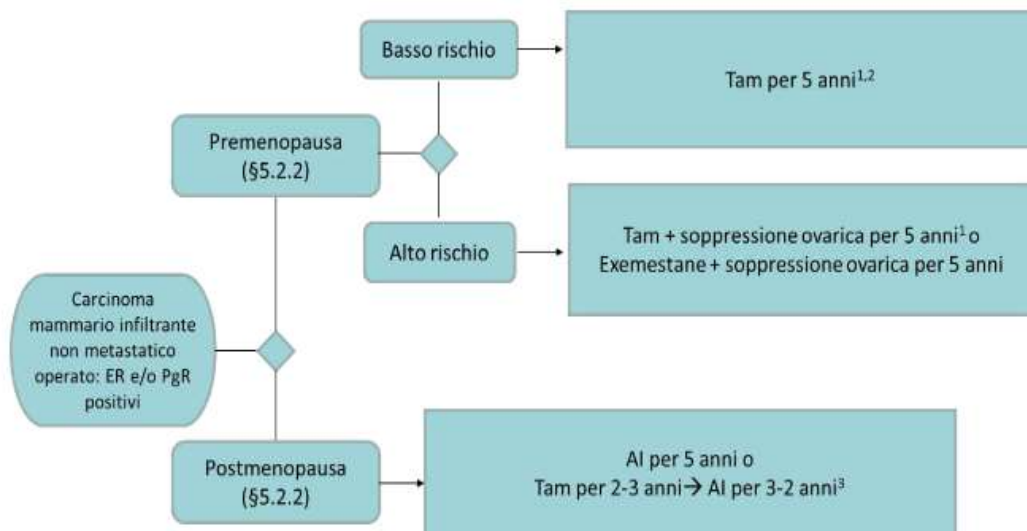 Basso rischio
Tam per 5 anni¹,²
Premenopausa
(§5.2.2)
Alto rischio
Tam + soppressione ovarica per 5 anni¹ o
Exemestane + soppressione ovarica per 5 anni
Carcinoma
mammario infiltrante
non metastatico
operato: ER e/o PgR
positivi
Postmenopausa
(§5.2.2)
AI per 5 anni o
Tam per 2-3 anni→ AI per 3-2 anni³